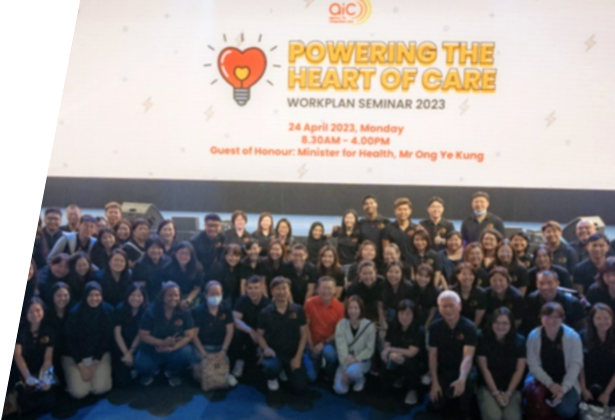 aic
POWERING THE
HEART OF CARE
WORKPLAN SEMINAR 2023
24 April 2023, Monday
8.30AM - 4.00PM
Guest of Honour: Minister for Health, Mr Ong Ye Kung